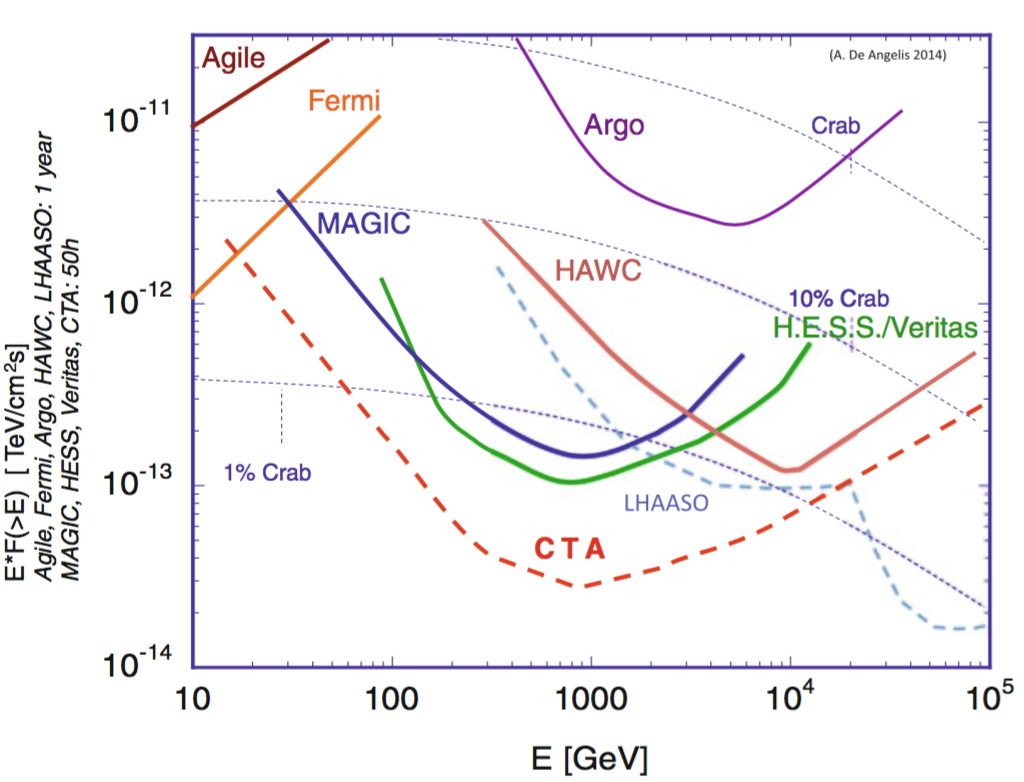 (A. De Angelis 2014)
Agile
Fermi
Argo
Crab
MAGIC
HAWC
10% Crab
H.E.S.S./Veritas
1% Crab
LHAASO
CTA
10-11
10-12
10-13
10-14
E*F(>E) [TeV/cm2s]
Agile, Fermi, Argo, HAWC, LHAASO: 1 year
MAGIC, HESS, Veritas, CTA: 50h
10 100 1000 10⁴ 10⁵
E [GeV]